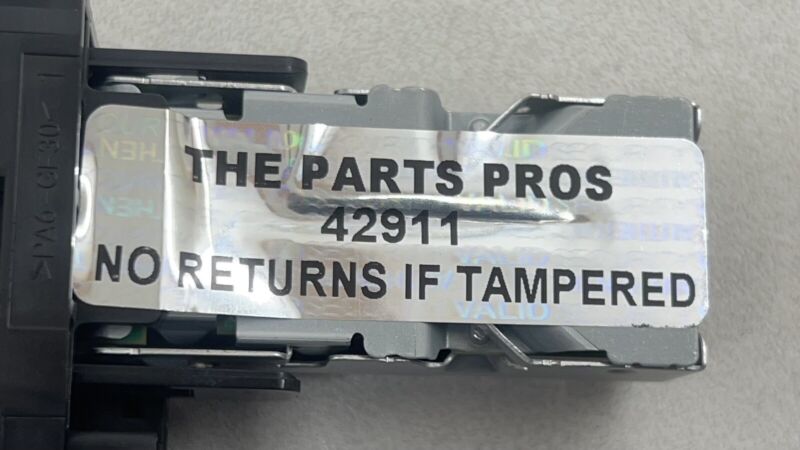 THE PARTS PROS
42911
NO RETURNS IF TAMPERED
VALID
>PA6-GF30<